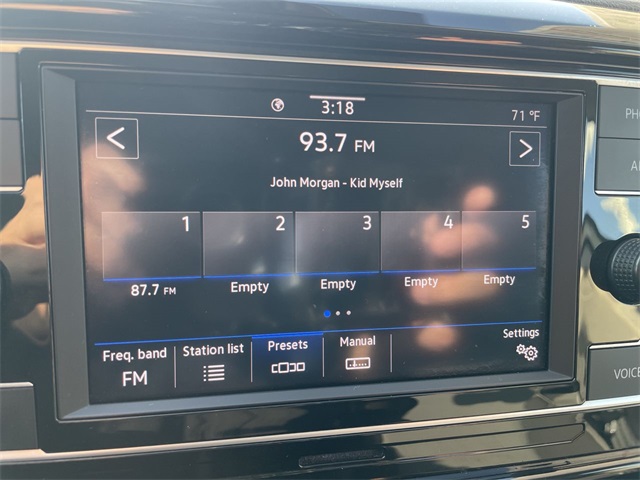 3:18
71 °F
93.7 FM
John Morgan - Kid Myself
1 2 3 4 5
87.7 FM Empty Empty Empty Empty
Freq. band Station list Presets Manual Settings
FM
VOICE